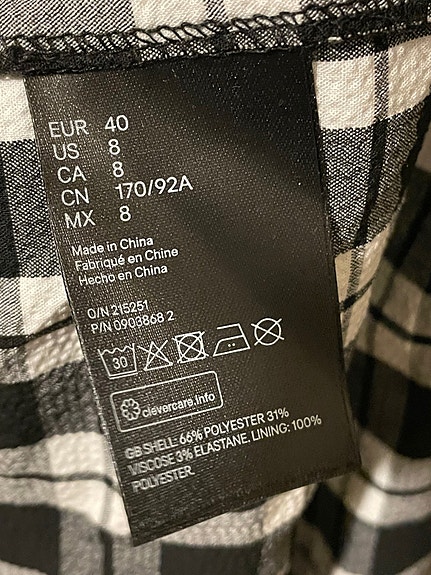 EUR 40
US 8
CA 8
CN 170/92A
MX 8
Made in China
Fabriqué en Chine
Hecho en China
O/N 215251
P/N 0903868 2
30
clevercare.info
GB SHELL: 66% POLYESTER 31%
VISCOSE 3% ELASTANE. LINING: 100%
POLYESTER.